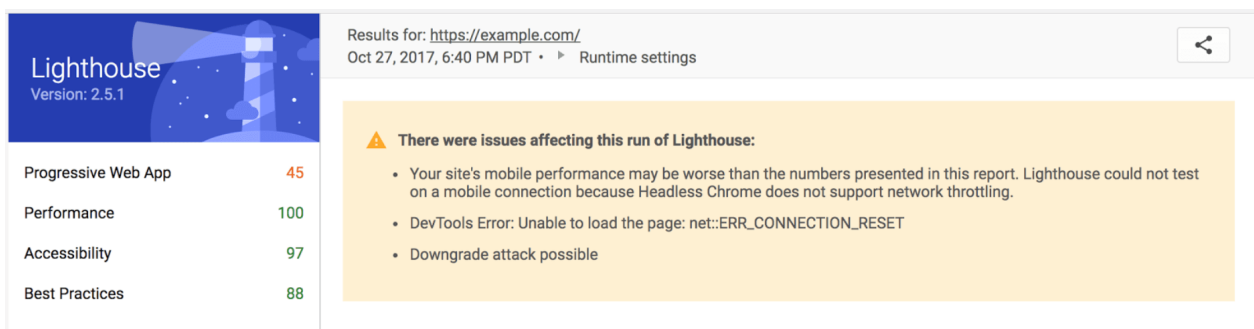 Lighthouse
Version: 2.5.1
Progressive Web App 45
Performance 100
Accessibility 97
Best Practices 88
Results for: https://example.com/
Oct 27, 2017, 6:40 PM PDT • ▸ Runtime settings
There were issues affecting this run of Lighthouse:
• Your site's mobile performance may be worse than the numbers presented in this report. Lighthouse could not test
on a mobile connection because Headless Chrome does not support network throttling.
• DevTools Error: Unable to load the page: net::ERR_CONNECTION_RESET
• Downgrade attack possible